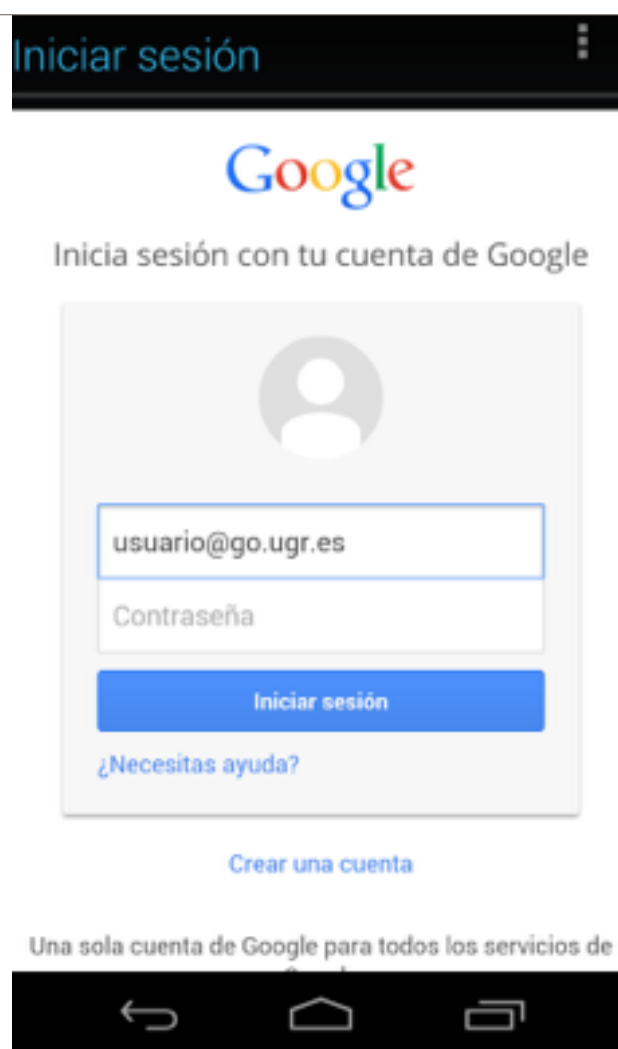 Iniciar sesión
Google
Inicia sesión con tu cuenta de Google
usuario@go.ugr.es
Contraseña
Iniciar sesión
¿Necesitas ayuda?
Crear una cuenta
Una sola cuenta de Google para todos los servicios de